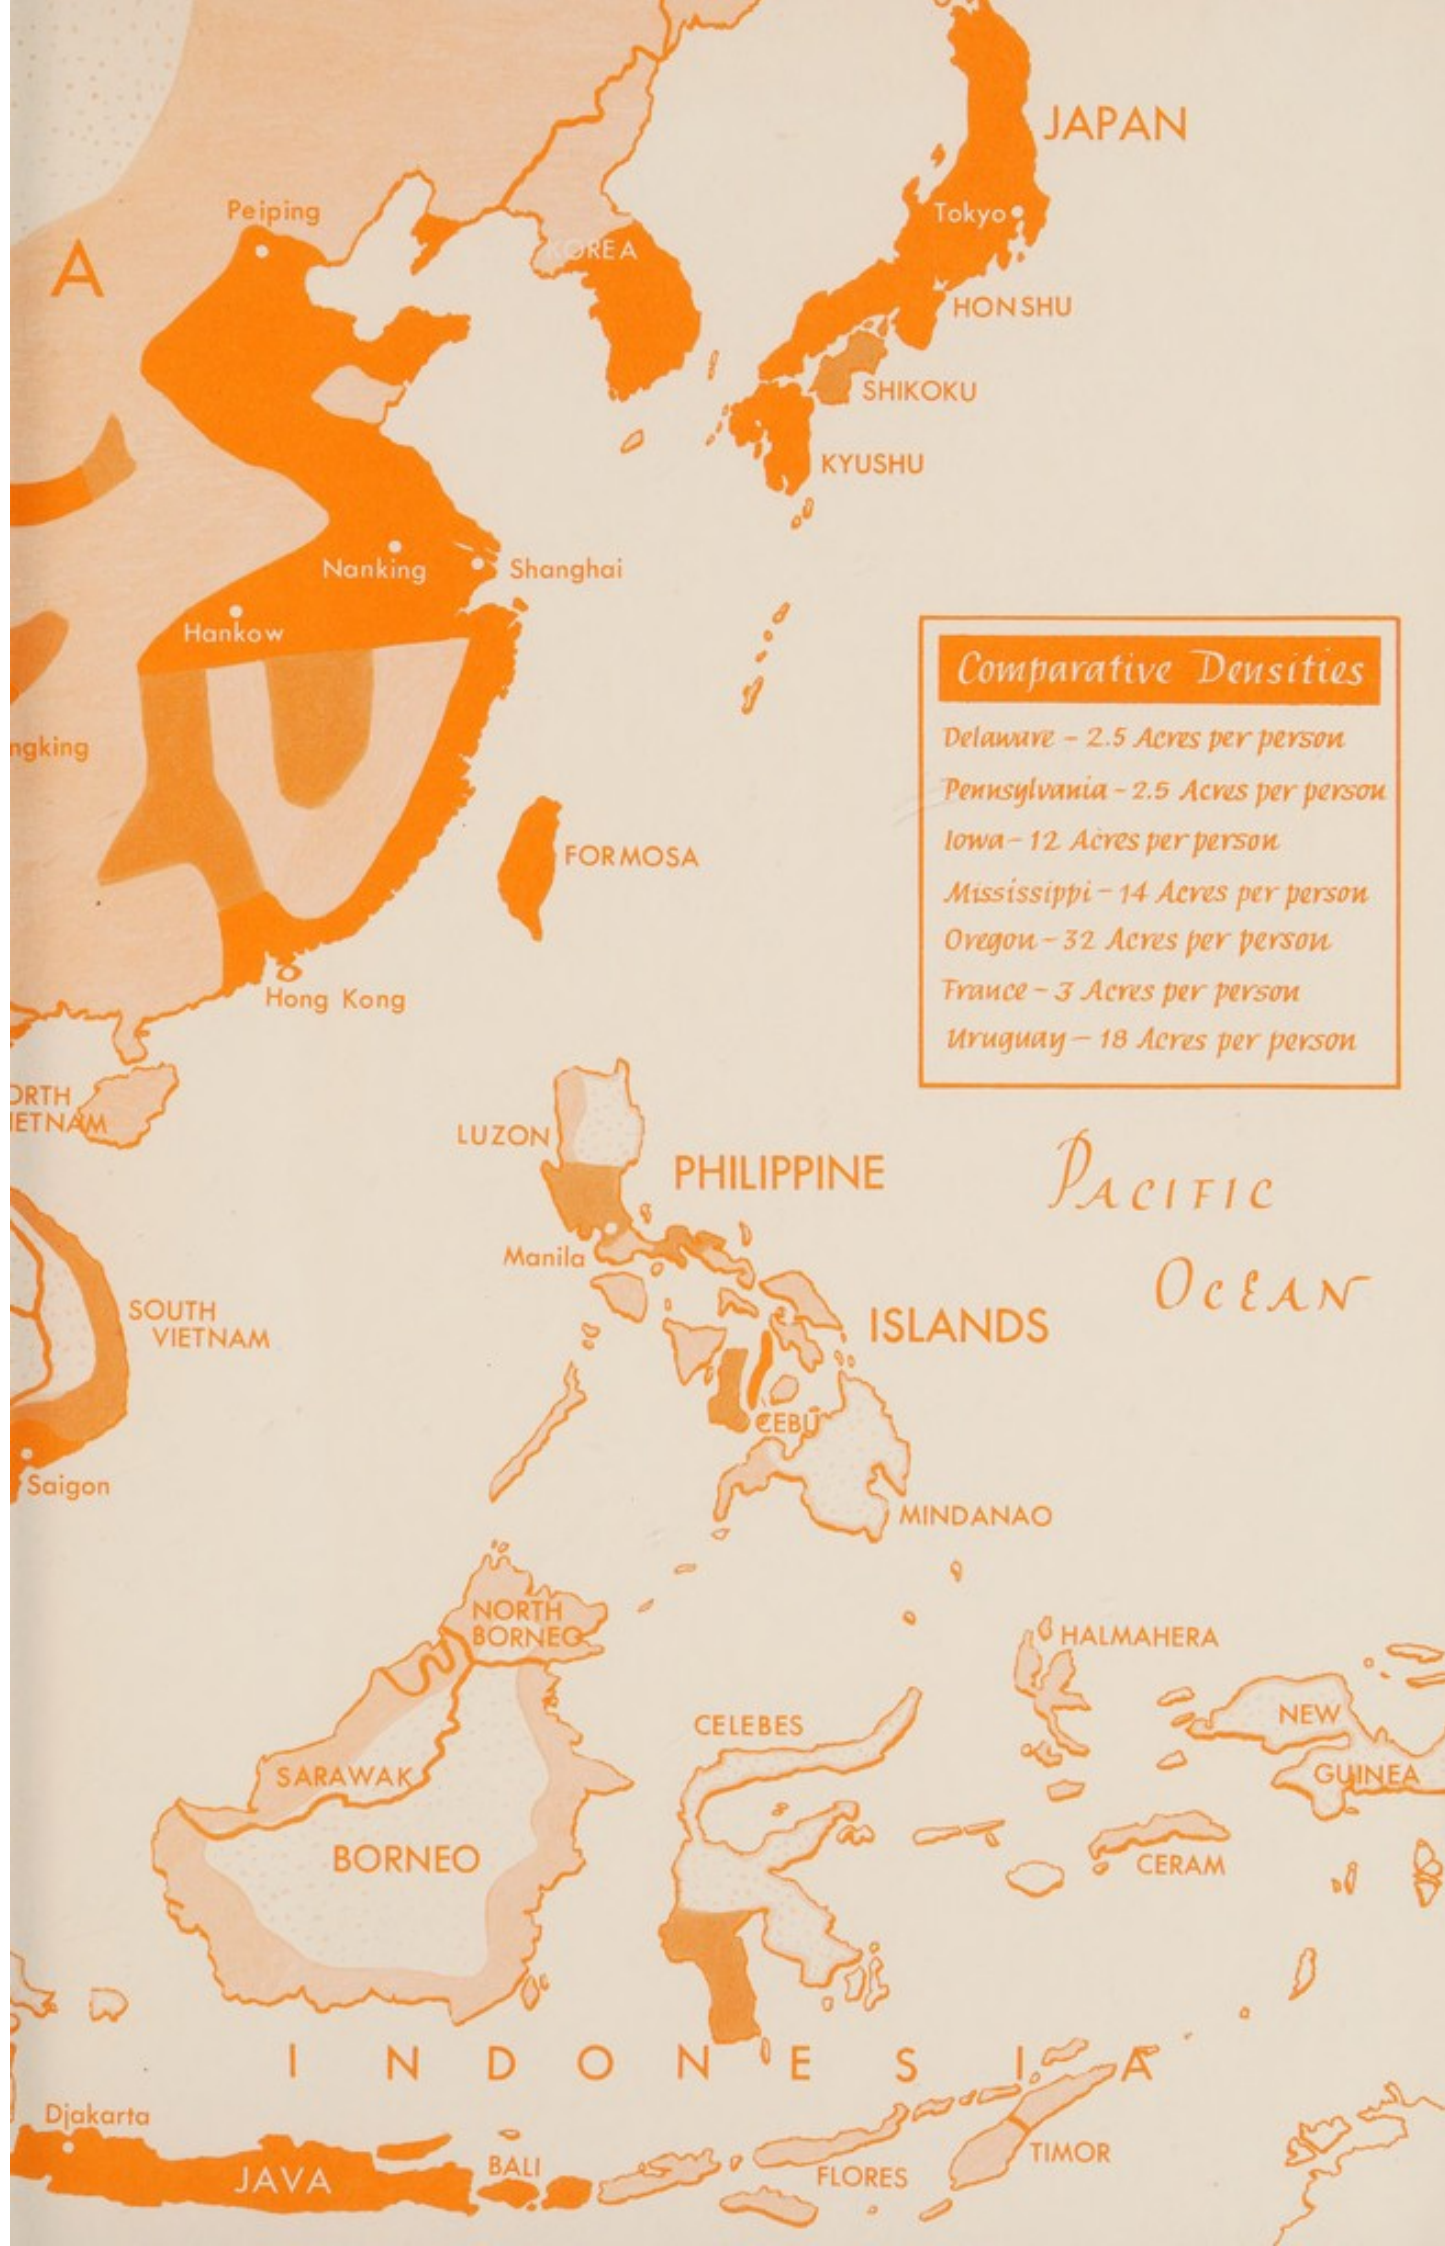 JAPAN
Peiping
Tokyo
A
KOREA
HONSHU
SHIKOKU
KYUSHU
Nanking
Shanghai
Hankow
Comparative Densities
Delaware – 2.5 Acres per person
Pennsylvania – 2.5 Acres per person
Iowa – 12 Acres per person
Mississippi – 14 Acres per person
Oregon – 32 Acres per person
France – 3 Acres per person
Uruguay – 18 Acres per person
FORMOSA
Hong Kong
LUZON
PHILIPPINE
ISLANDS
PACIFIC
OCEAN
Manila
SOUTH
VIETNAM
CEBU
Saigon
MINDANAO
NORTH
BORNEO
HALMAHERA
CELEBES
NEW
GUINEA
SARAWAK
BORNEO
CERAM
INDONESIA
Djakarta
JAVA
BALI
FLORES
TIMOR